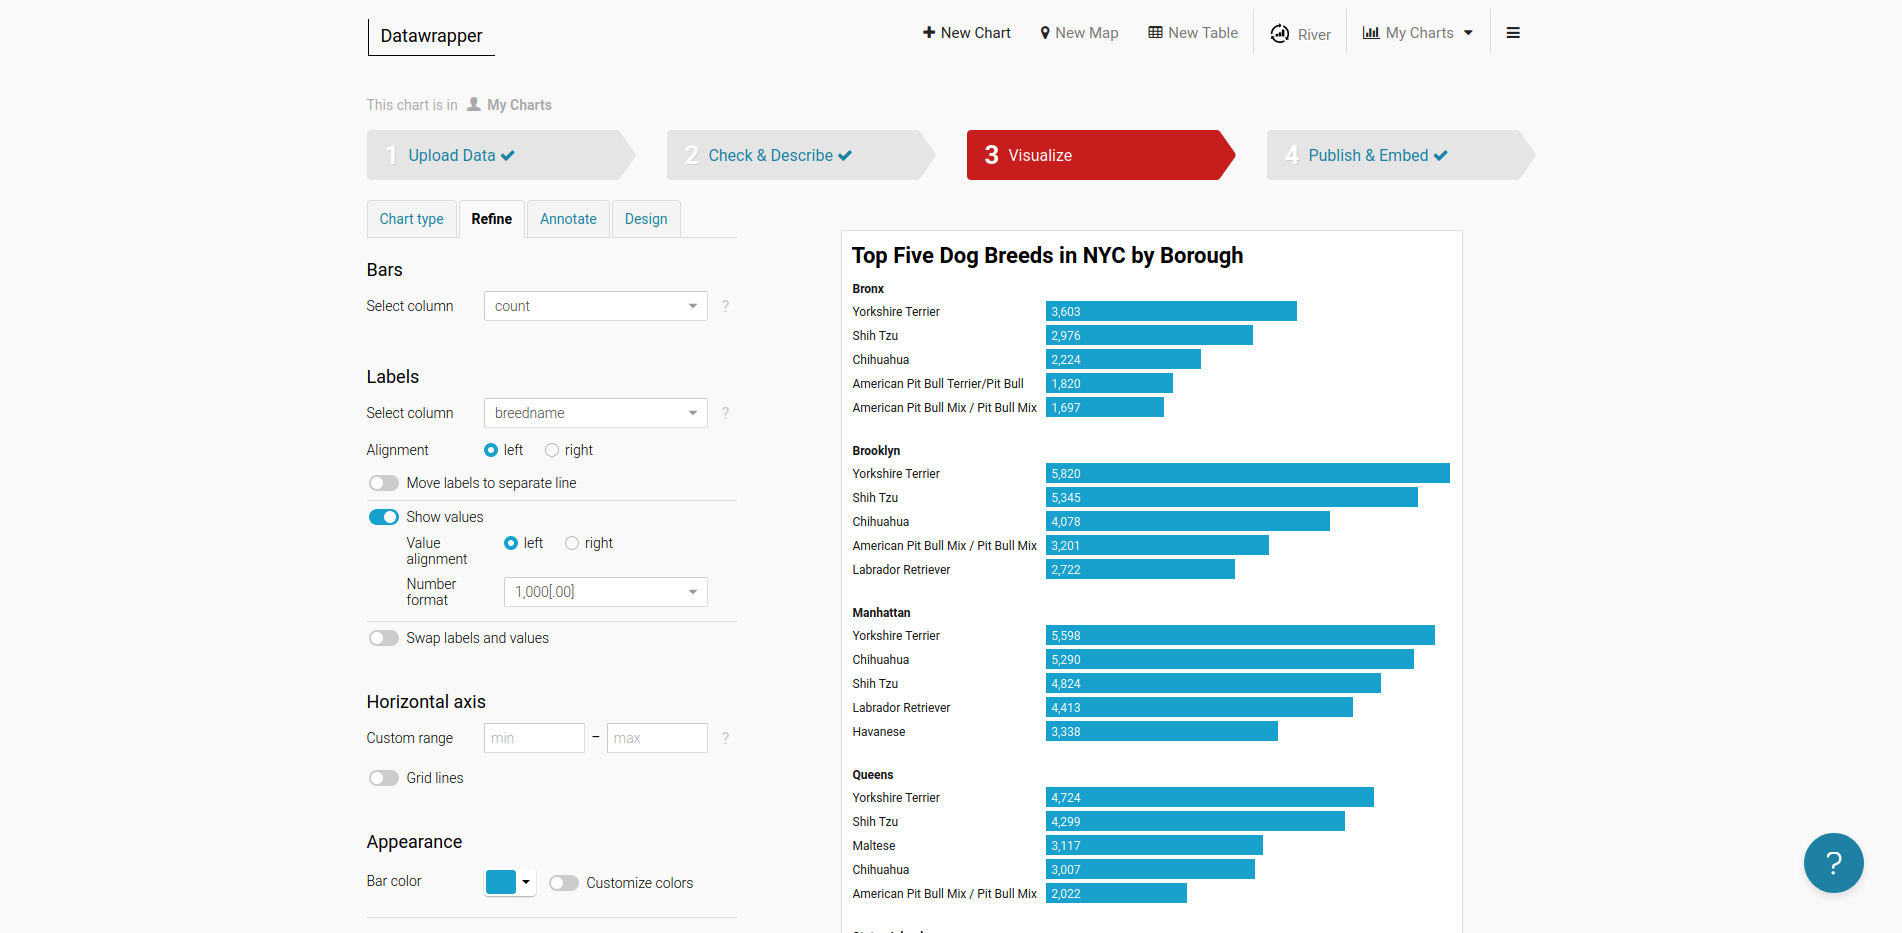 Datawrapper
New Chart
New Map
New Table
River
My Charts
This chart is in My Charts
1 Upload Data
2 Check & Describe
3 Visualize
4 Publish & Embed
Chart type
Refine
Annotate
Design
Bars
Select column
count
?
Labels
Select column
breedname
?
Alignment
left
right
Move labels to separate line
Show values
Value
alignment
left
right
Number
format
1,000[.00]
Swap labels and values
Horizontal axis
Custom range
min
–
max
?
Grid lines
Appearance
Bar color
Customize colors
Top Five Dog Breeds in NYC by Borough
Bronx
Yorkshire Terrier 3,603
Shih Tzu 2,976
Chihuahua 2,224
American Pit Bull Terrier/Pit Bull 1,820
American Pit Bull Mix / Pit Bull Mix 1,697
Brooklyn
Yorkshire Terrier 5,820
Shih Tzu 5,345
Chihuahua 4,078
American Pit Bull Mix / Pit Bull Mix 3,201
Labrador Retriever 2,722
Manhattan
Yorkshire Terrier 5,598
Chihuahua 5,290
Shih Tzu 4,824
Labrador Retriever 4,413
Havanese 3,338
Queens
Yorkshire Terrier 4,724
Shih Tzu 4,299
Maltese 3,117
Chihuahua 3,007
American Pit Bull Mix / Pit Bull Mix 2,022
?